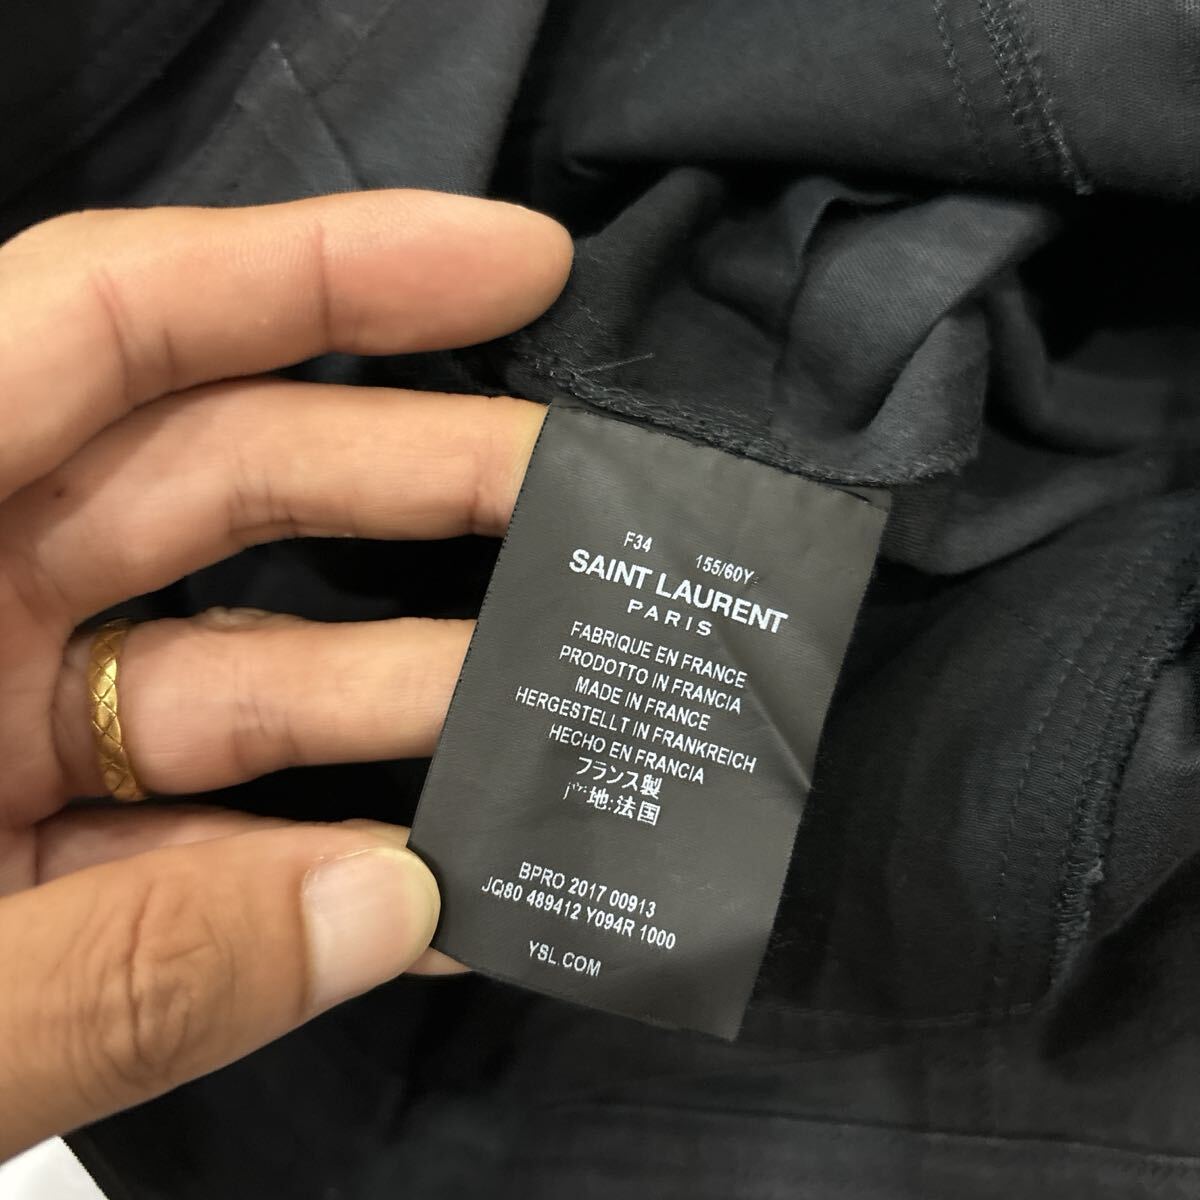 F34 155/60Y
SAINT LAURENT
PARIS
FABRIQUE EN FRANCE
PRODOTTO IN FRANCIA
MADE IN FRANCE
HERGESTELLT IN FRANKREICH
HECHO EN FRANCIA
フランス製
产地:法国
BPRO 2017 00913
JQ80 489412 Y094R 1000
YSL.COM